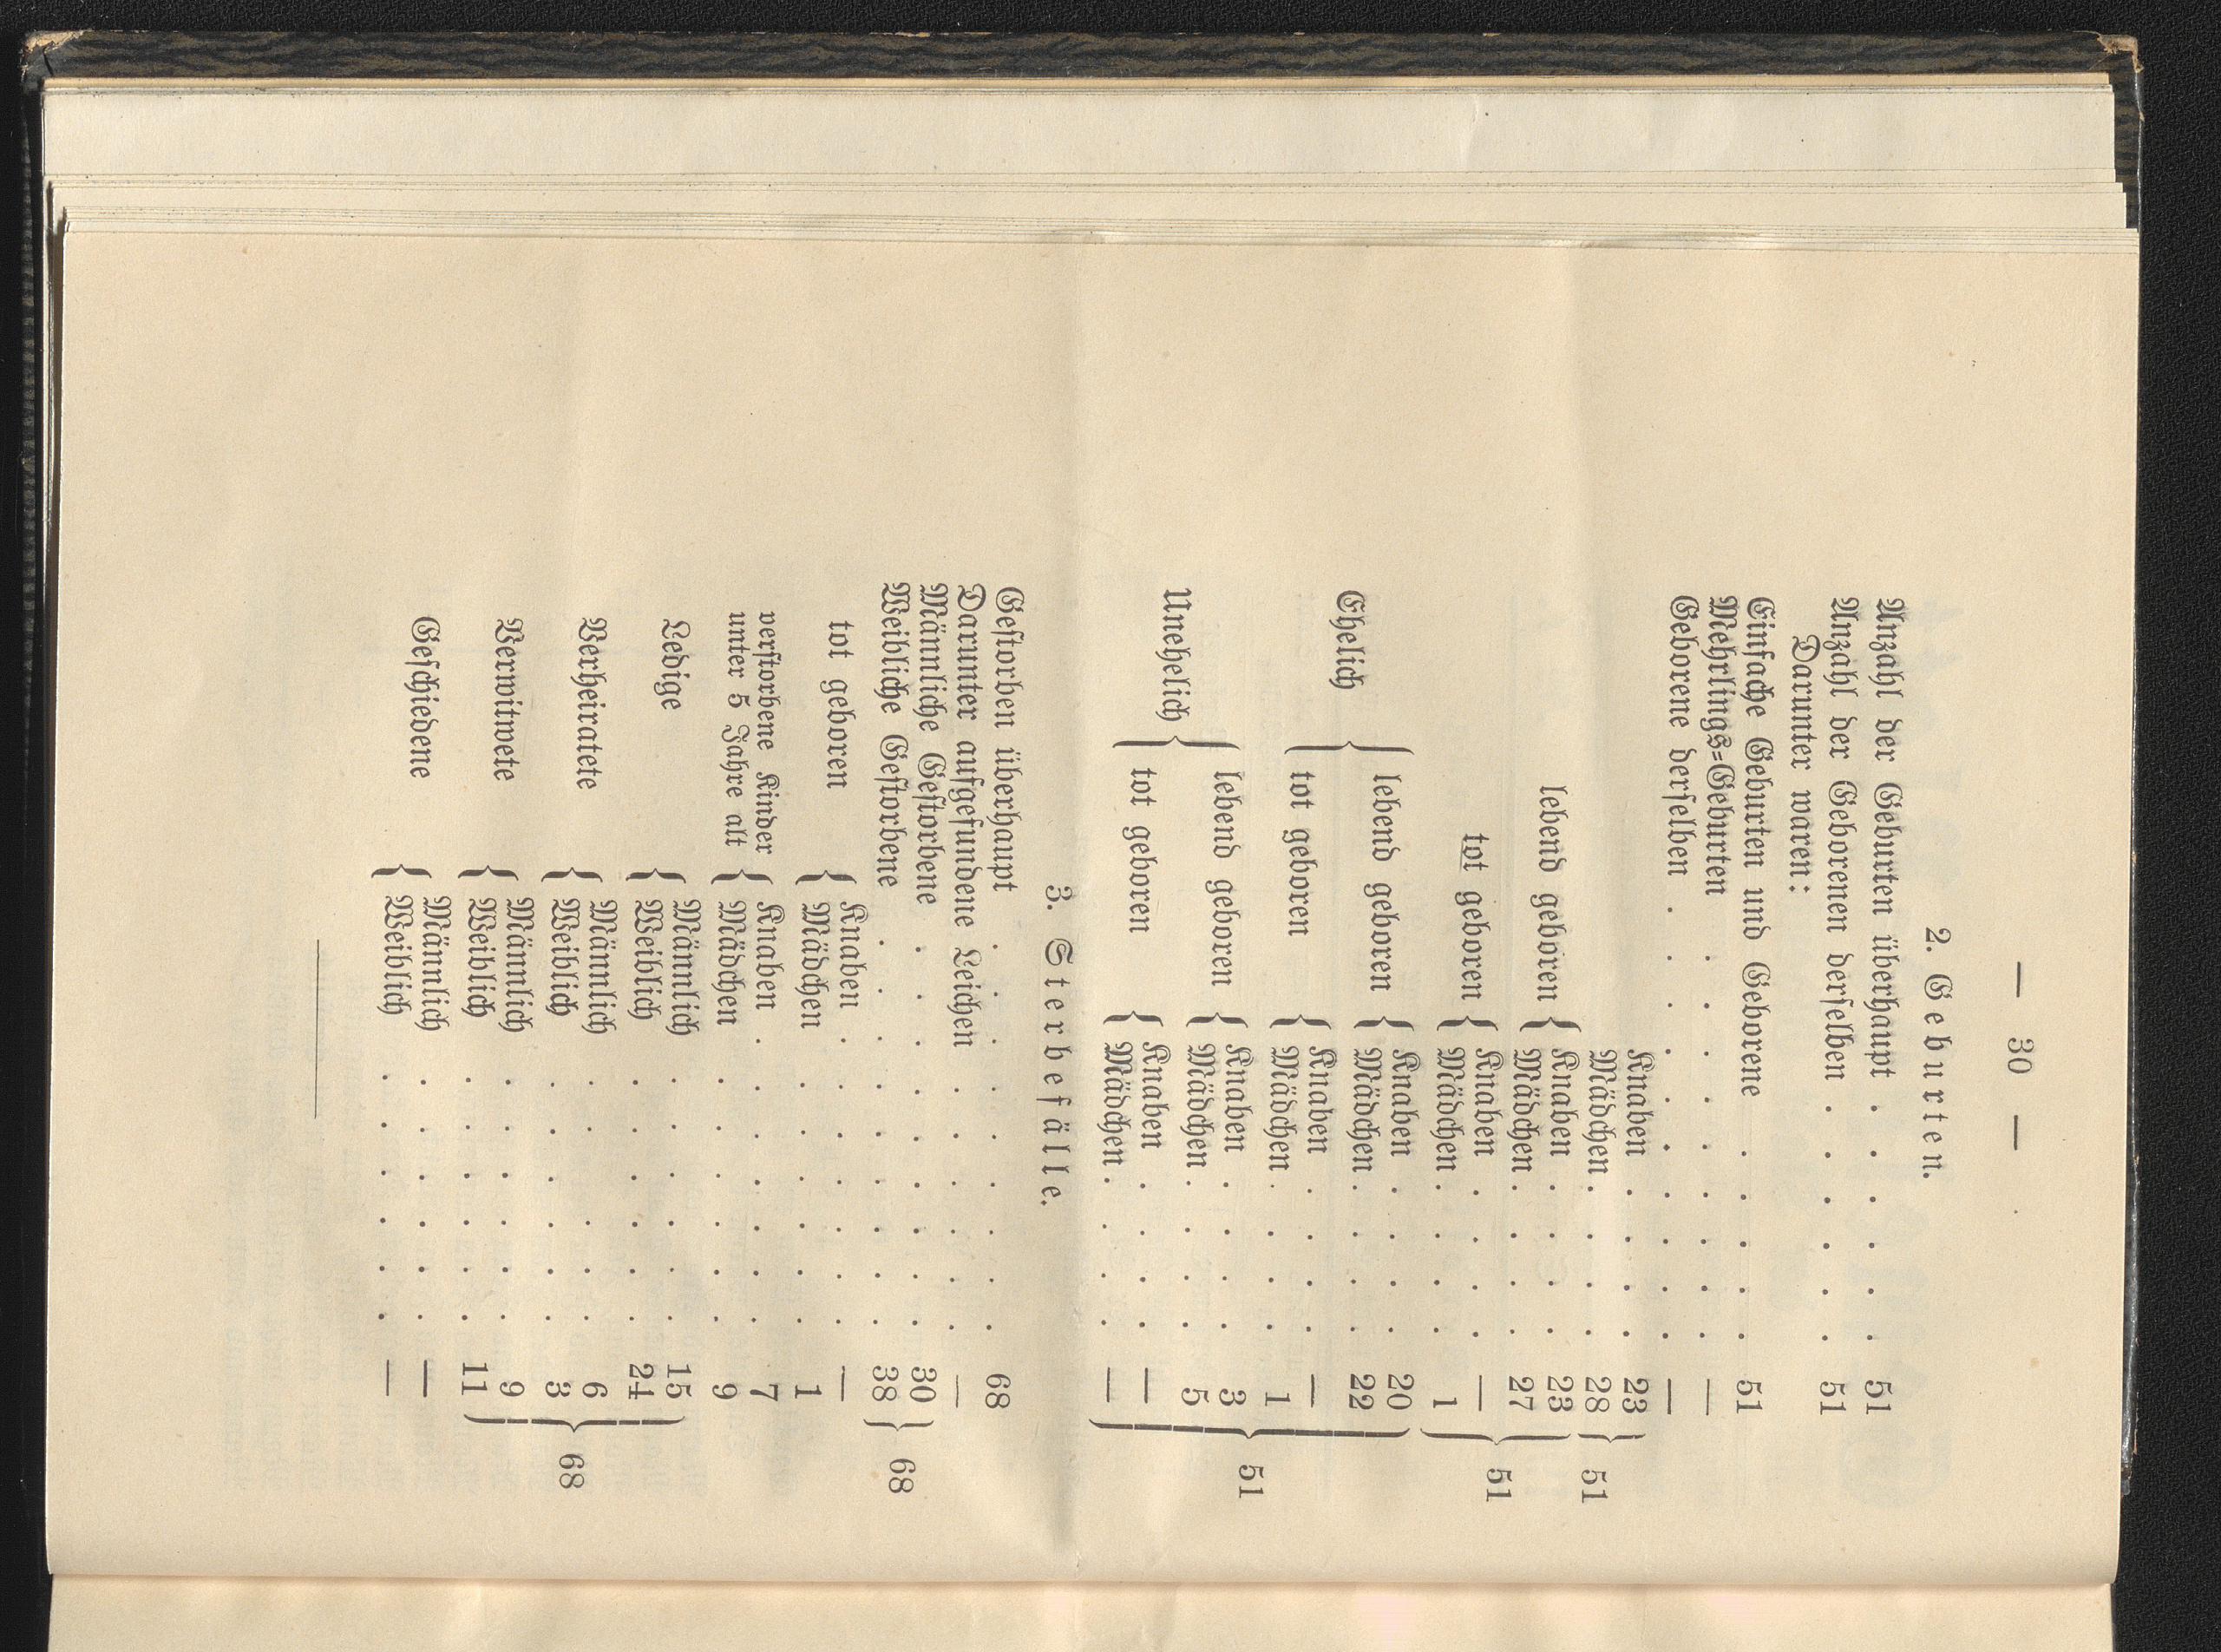 — 30 —
2. Geburten.
Anzahl der Geburten überhaupt . . . . . . 51
Anzahl der Geborenen derselben . . . . . . 51
Darunter waren:
Einfache Geburten und Geborene . . . . . 51
Mehrlings=Geburten . . . . . . . . . —
Geborene derselben . . . . . . . . . . —
Knaben . . . . 23
Mädchen . . . . 28 } 51
lebend geboren { Knaben . . . . 23
Mädchen . . . . 27
tot geboren { Knaben . . . . —
Mädchen . . . . 1 } 51
Ehelich { lebend geboren { Knaben . . . . 20
Mädchen . . . . 22
tot geboren { Knaben . . . . —
Mädchen . . . . 1
Unehelich { lebend geboren { Knaben . . . . 3
Mädchen . . . . 5
tot geboren { Knaben . . . . —
Mädchen . . . . — } 51
3. Sterbefälle.
Gestorben überhaupt . . . . . . . . . 68
Darunter aufgefundene Leichen . . . . . . —
Männliche Gestorbene . . . . . . . . . 30
Weibliche Gestorbene . . . . . . . . . 38 } 68
tot geboren { Knaben . . . . . . . —
Mädchen . . . . . . 1
verstorbene Kinder { Knaben . . . . . . . 7
unter 5 Jahre alt Mädchen . . . . . . 9
Ledige { Männlich . . . . . . 15
Weiblich . . . . . . 24
Verheiratete { Männlich . . . . . . 6
Weiblich . . . . . . 3
Verwitwete { Männlich . . . . . . 9
Weiblich . . . . . . 11 } 68
Geschiedene { Männlich . . . . . . —
Weiblich . . . . . . —